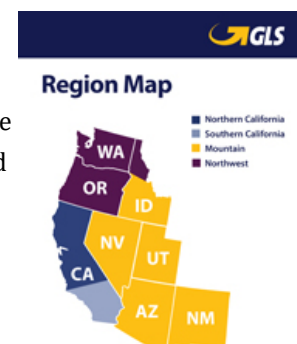 GLS
Region Map
e
d
Northern California
Southern California
Mountain
Northwest
WA
OR
ID
NV
UT
CA
AZ
NM